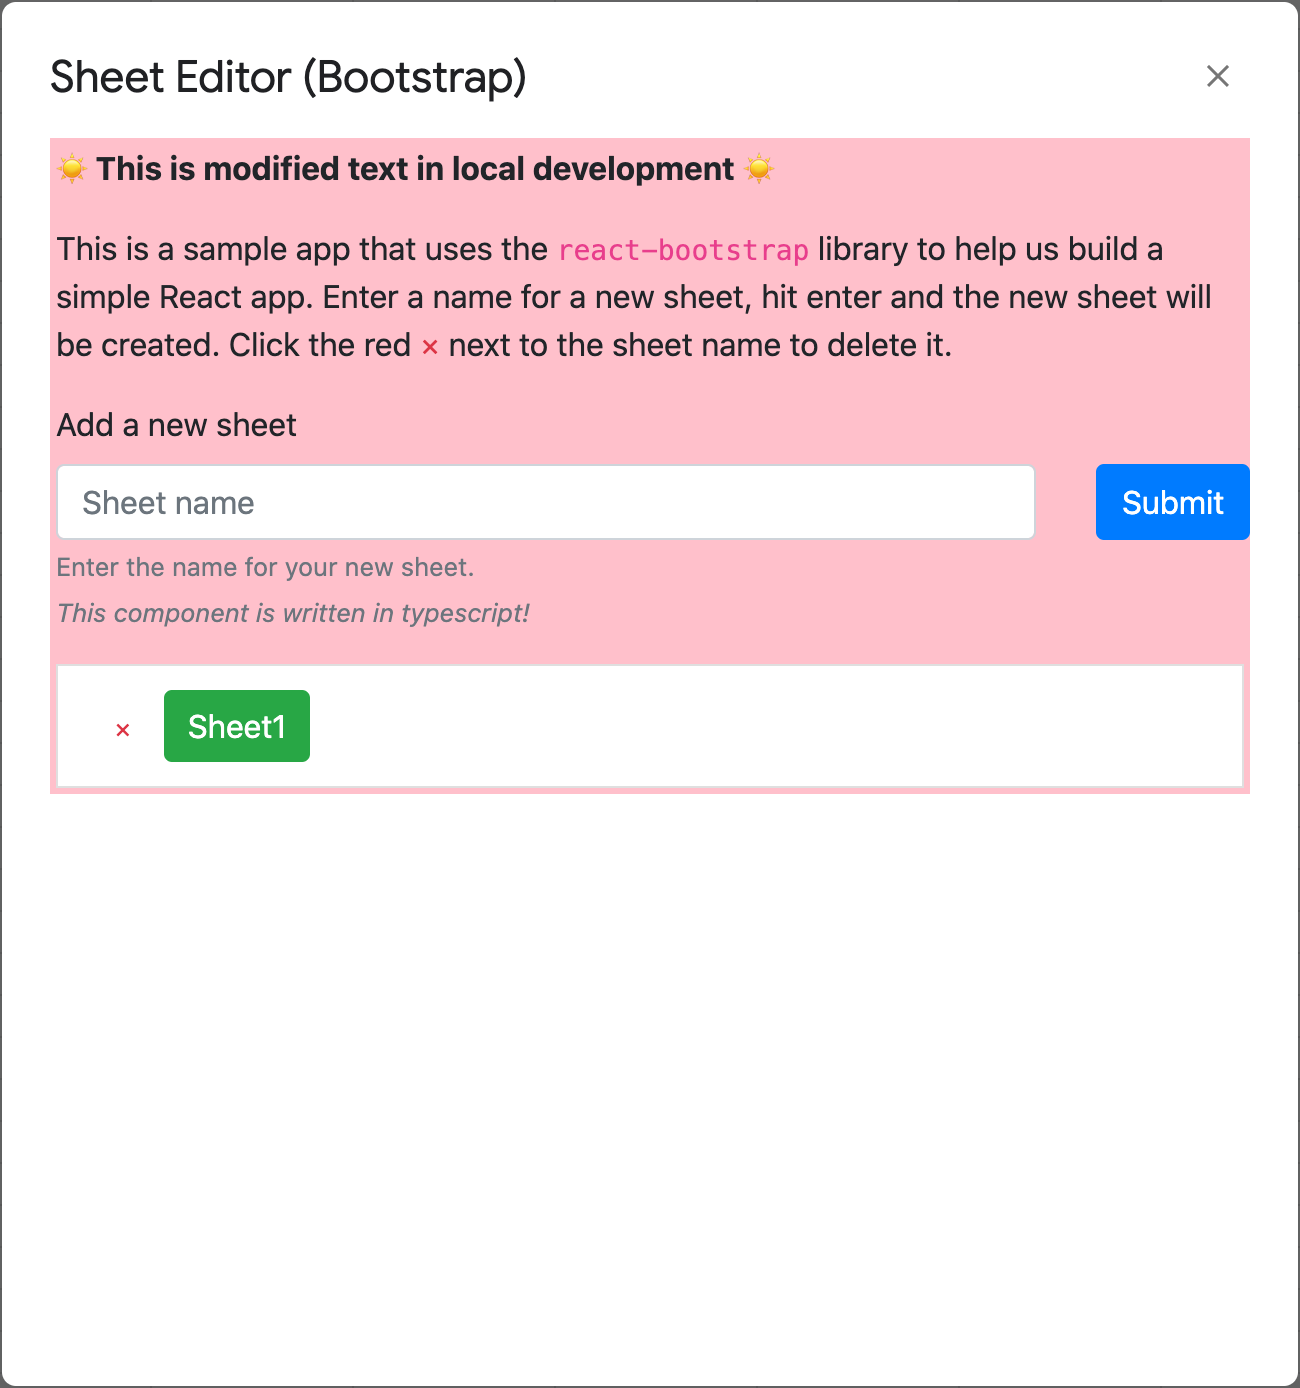 Sheet Editor (Bootstrap)
☀️ This is modified text in local development ☀️
This is a sample app that uses the react-bootstrap library to help us build a
simple React app. Enter a name for a new sheet, hit enter and the new sheet will
be created. Click the red × next to the sheet name to delete it.
Add a new sheet
Sheet name
Submit
Enter the name for your new sheet.
This component is written in typescript!
× Sheet1